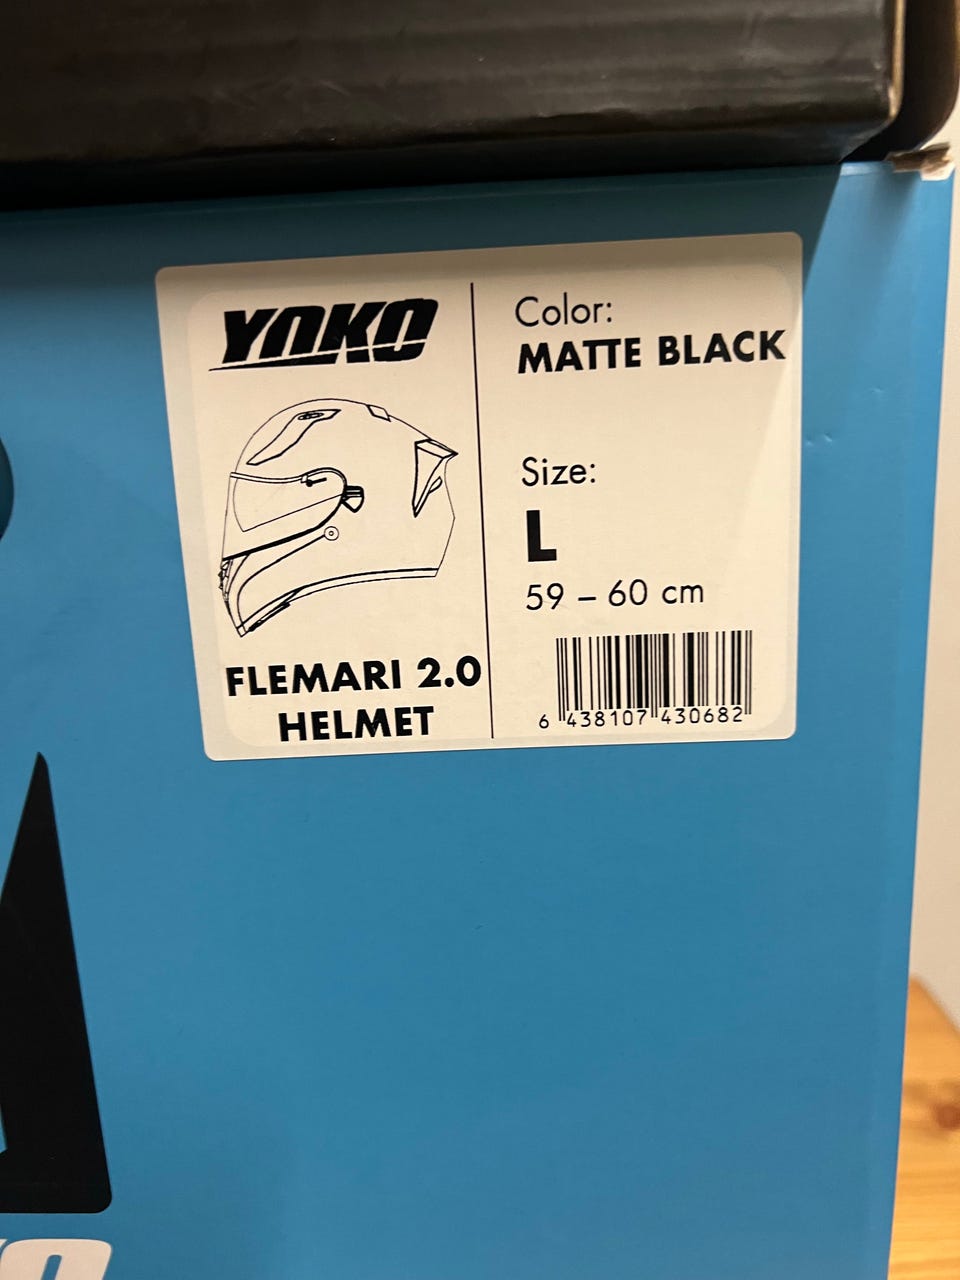 YOKO
FLEMARI 2.0
HELMET
Color:
MATTE BLACK
Size:
L
59 – 60 cm
6 438107 430682